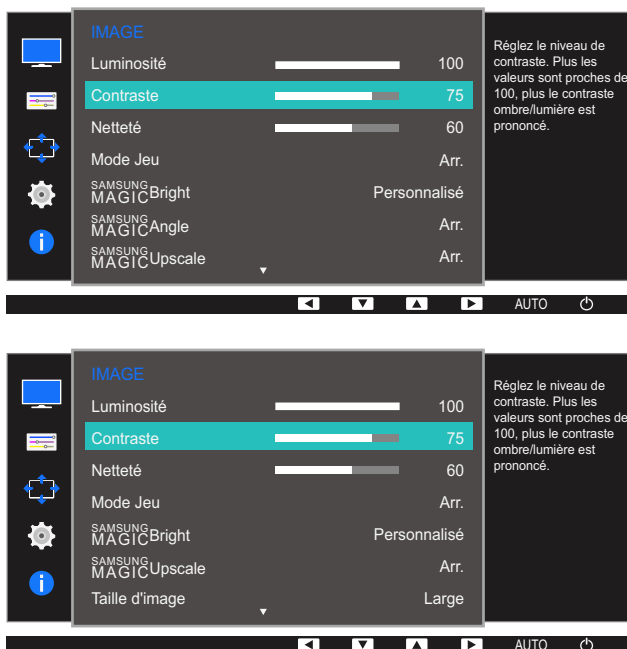 IMAGE
Luminosité 100
Contraste 75
Netteté 60
Mode Jeu Arr.
SAMSUNG MAGIC Bright Personnalisé
SAMSUNG MAGIC Angle Arr.
SAMSUNG MAGIC Upscale Arr.
Réglez le niveau de
contraste. Plus les
valeurs sont proches de
100, plus le contraste
ombre/lumière est
prononcé.
AUTO
IMAGE
Luminosité 100
Contraste 75
Netteté 60
Mode Jeu Arr.
SAMSUNG MAGIC Bright Personnalisé
SAMSUNG MAGIC Upscale Arr.
Taille d'image Large
Réglez le niveau de
contraste. Plus les
valeurs sont proches de
100, plus le contraste
ombre/lumière est
prononcé.
AUTO